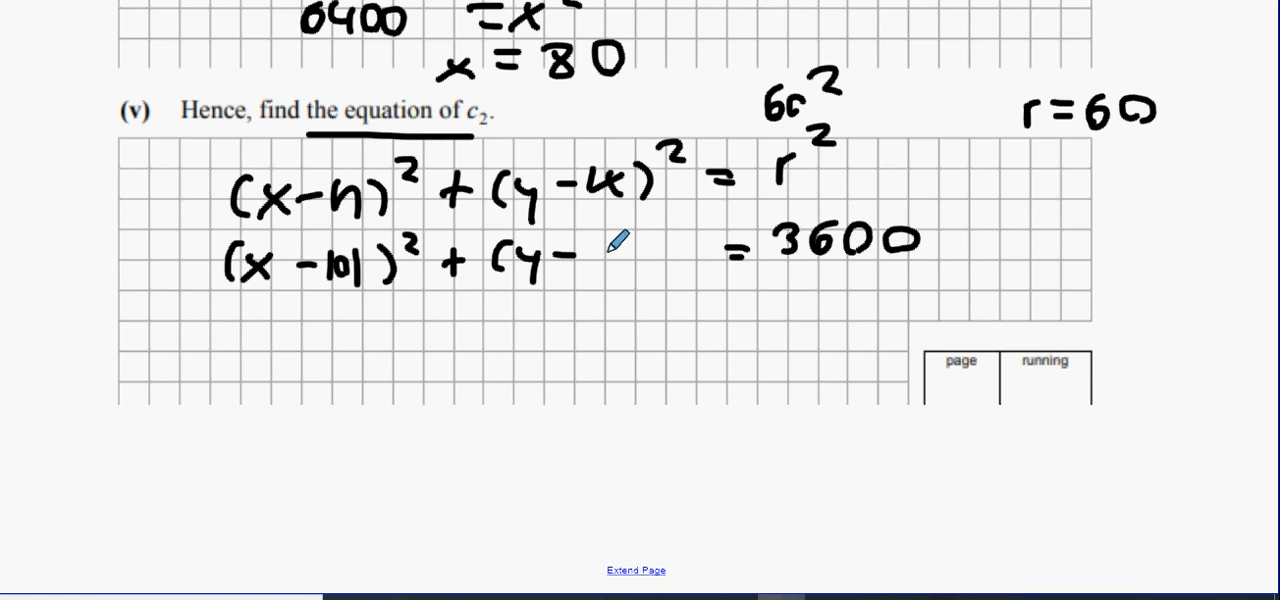 6400 = x²
x = 80
60²
r = 60
(v) Hence, find the equation of c₂.
(x-h)² + (y-k)² = r²
(x-101)² + (y- = 3600
page running
Extend Page